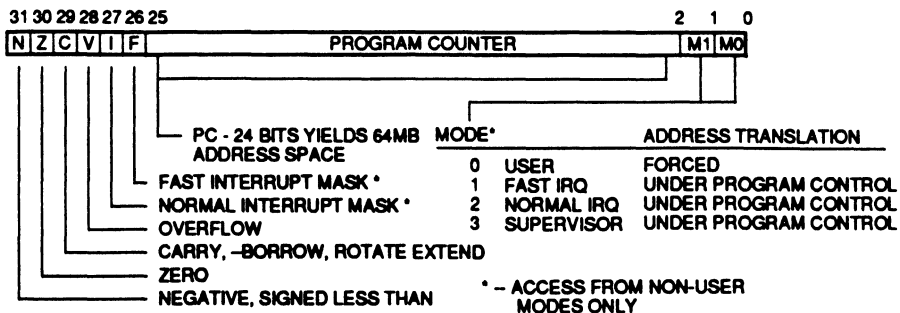 31 30 29 28 27 26 25 2 1 0
N Z C V I F PROGRAM COUNTER M1 M0
PC - 24 BITS YIELDS 64MB
ADDRESS SPACE
FAST INTERRUPT MASK *
NORMAL INTERRUPT MASK *
OVERFLOW
CARRY, –BORROW, ROTATE EXTEND
ZERO
NEGATIVE, SIGNED LESS THAN
MODE* ADDRESS TRANSLATION
0 USER FORCED
1 FAST IRQ UNDER PROGRAM CONTROL
2 NORMAL IRQ UNDER PROGRAM CONTROL
3 SUPERVISOR UNDER PROGRAM CONTROL
* – ACCESS FROM NON-USER
MODES ONLY